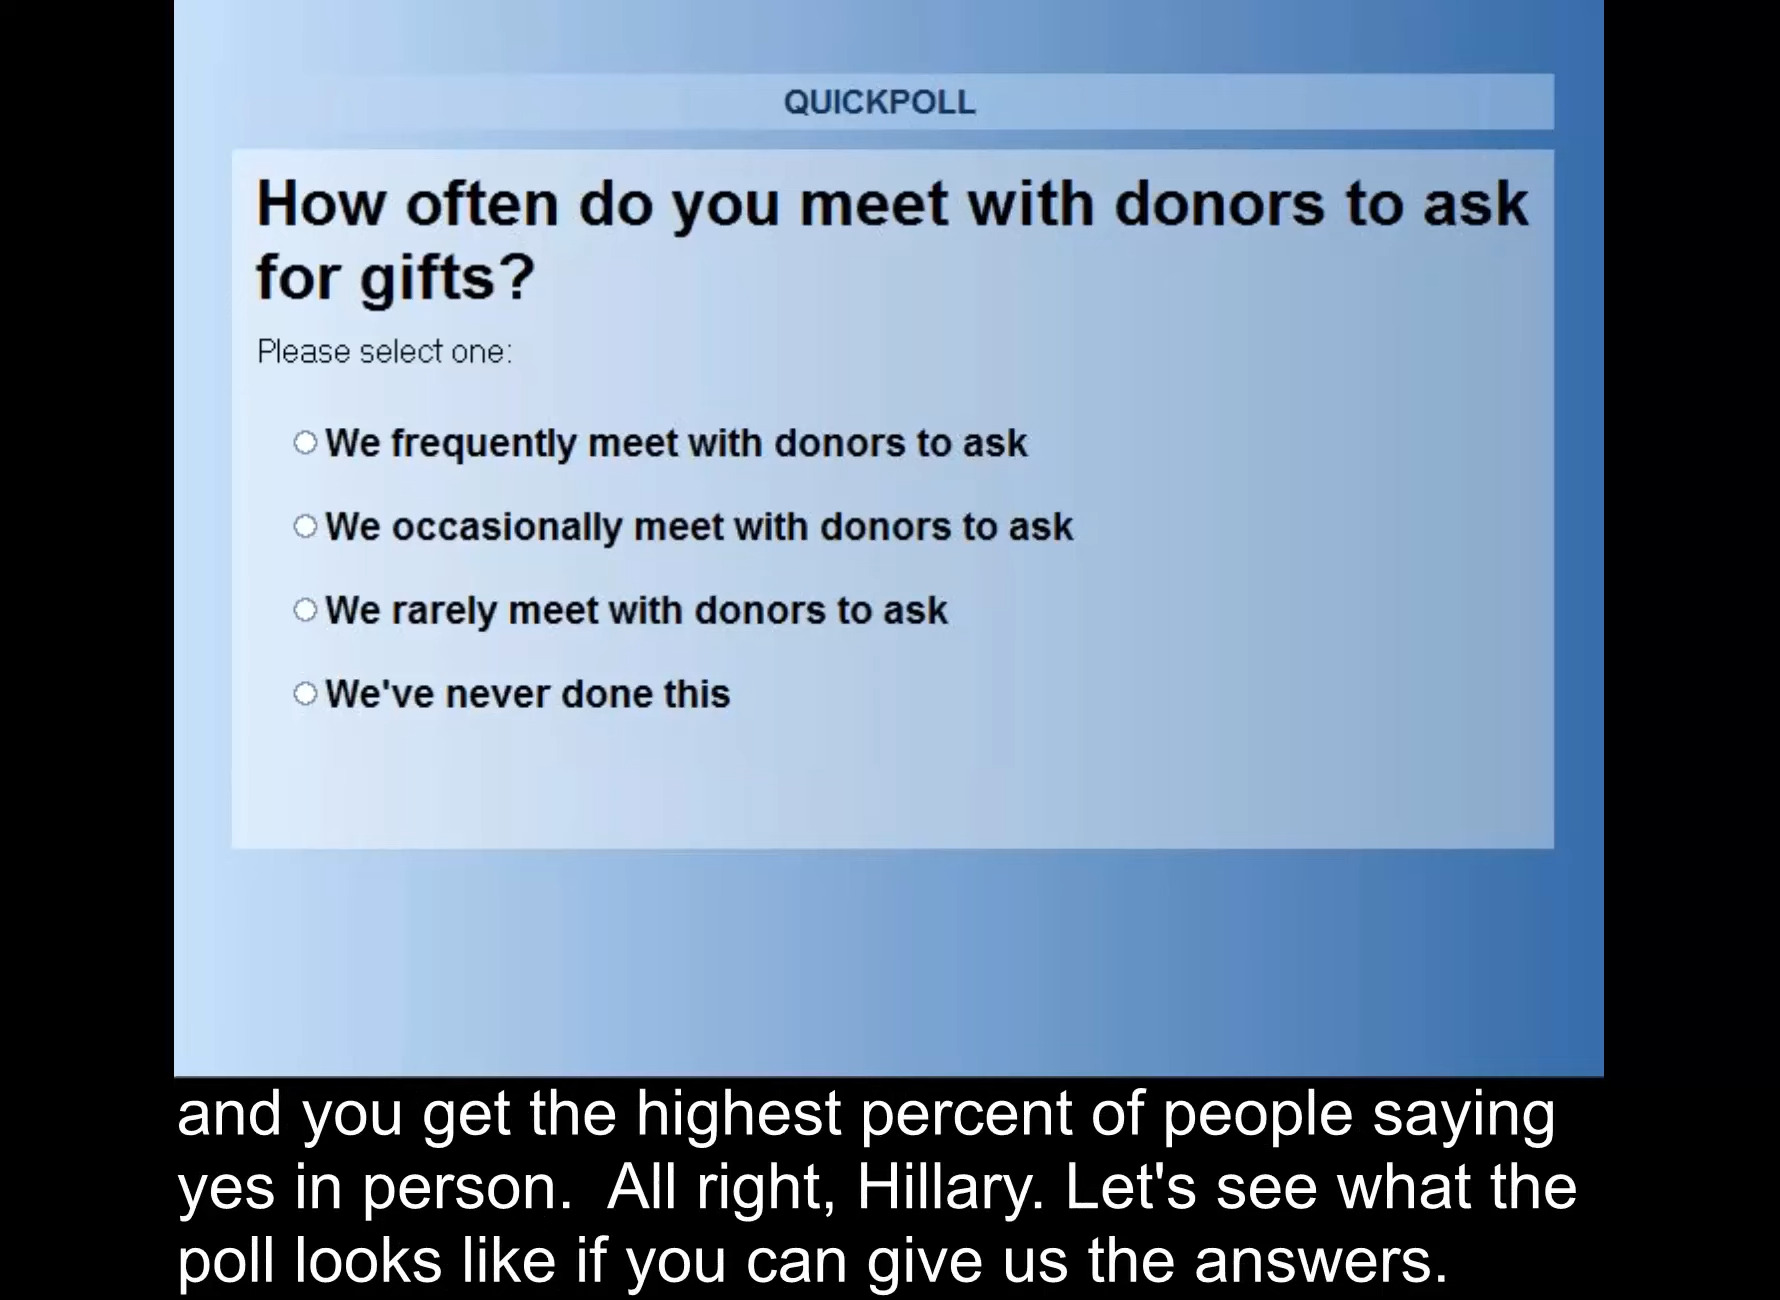 QUICKPOLL
How often do you meet with donors to ask
for gifts?
Please select one:
We frequently meet with donors to ask
We occasionally meet with donors to ask
We rarely meet with donors to ask
We've never done this
and you get the highest percent of people saying
yes in person.  All right, Hillary. Let's see what the
poll looks like if you can give us the answers.